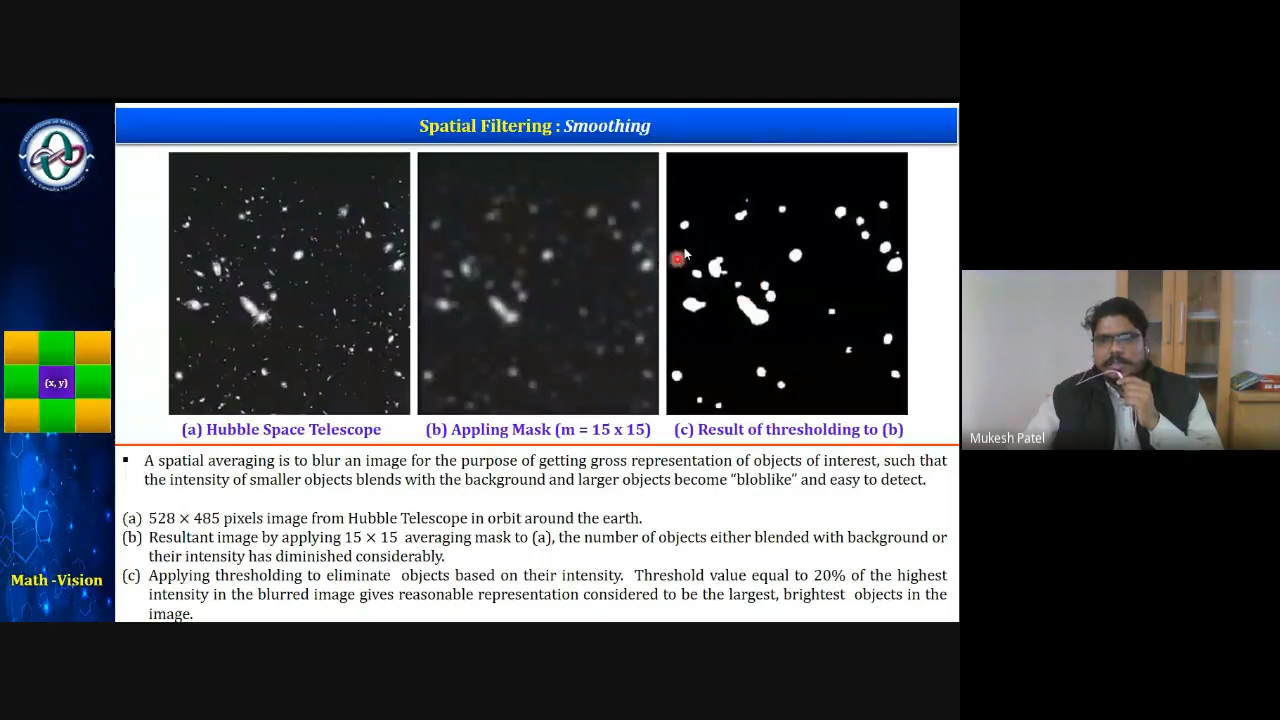 Spatial Filtering : Smoothing
(a) Hubble Space Telescope
(b) Appling Mask (m = 15 x 15)
(c) Result of thresholding to (b)
(x, y)
Mukesh Patel
▪ A spatial averaging is to blur an image for the purpose of getting gross representation of objects of interest, such that
the intensity of smaller objects blends with the background and larger objects become “bloblike” and easy to detect.
(a) 528 × 485 pixels image from Hubble Telescope in orbit around the earth.
(b) Resultant image by applying 15 × 15 averaging mask to (a), the number of objects either blended with background or
their intensity has diminished considerably.
(c) Applying thresholding to eliminate objects based on their intensity. Threshold value equal to 20% of the highest
intensity in the blurred image gives reasonable representation considered to be the largest, brightest objects in the
image.
Math -Vision